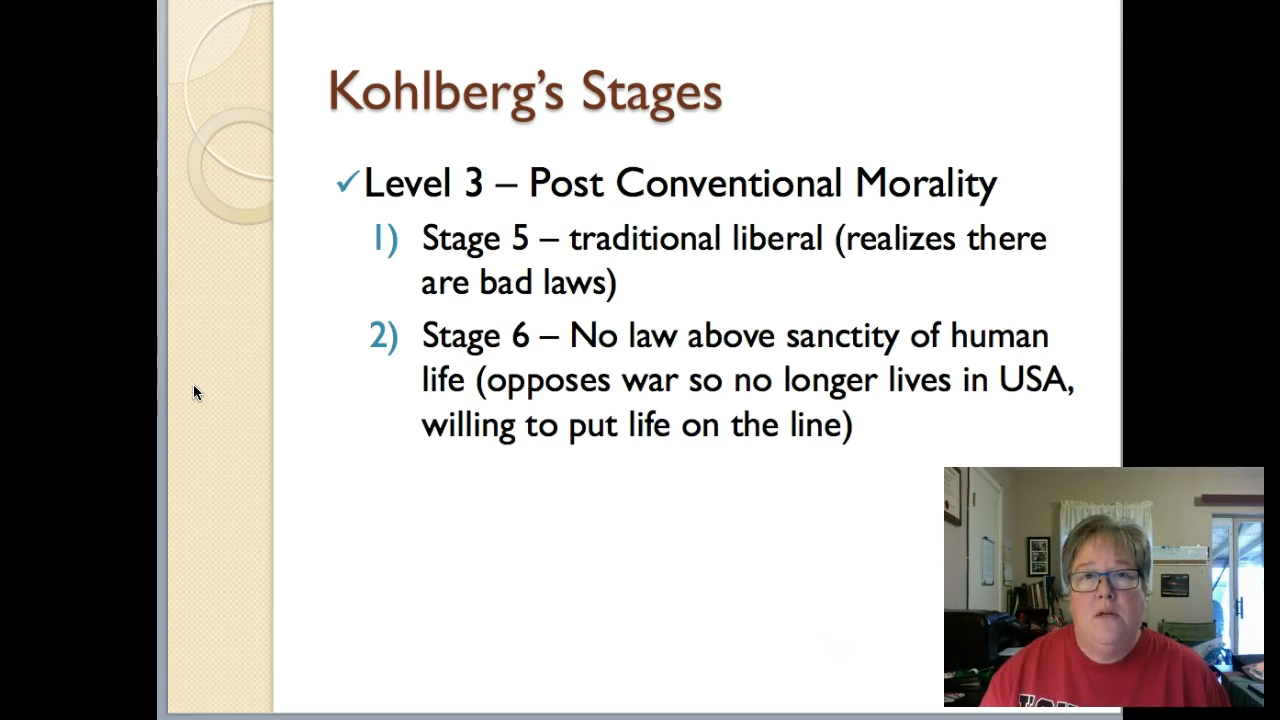 Kohlberg's Stages
✓Level 3 – Post Conventional Morality
1) Stage 5 – traditional liberal (realizes there
are bad laws)
2) Stage 6 – No law above sanctity of human
life (opposes war so no longer lives in USA,
willing to put life on the line)